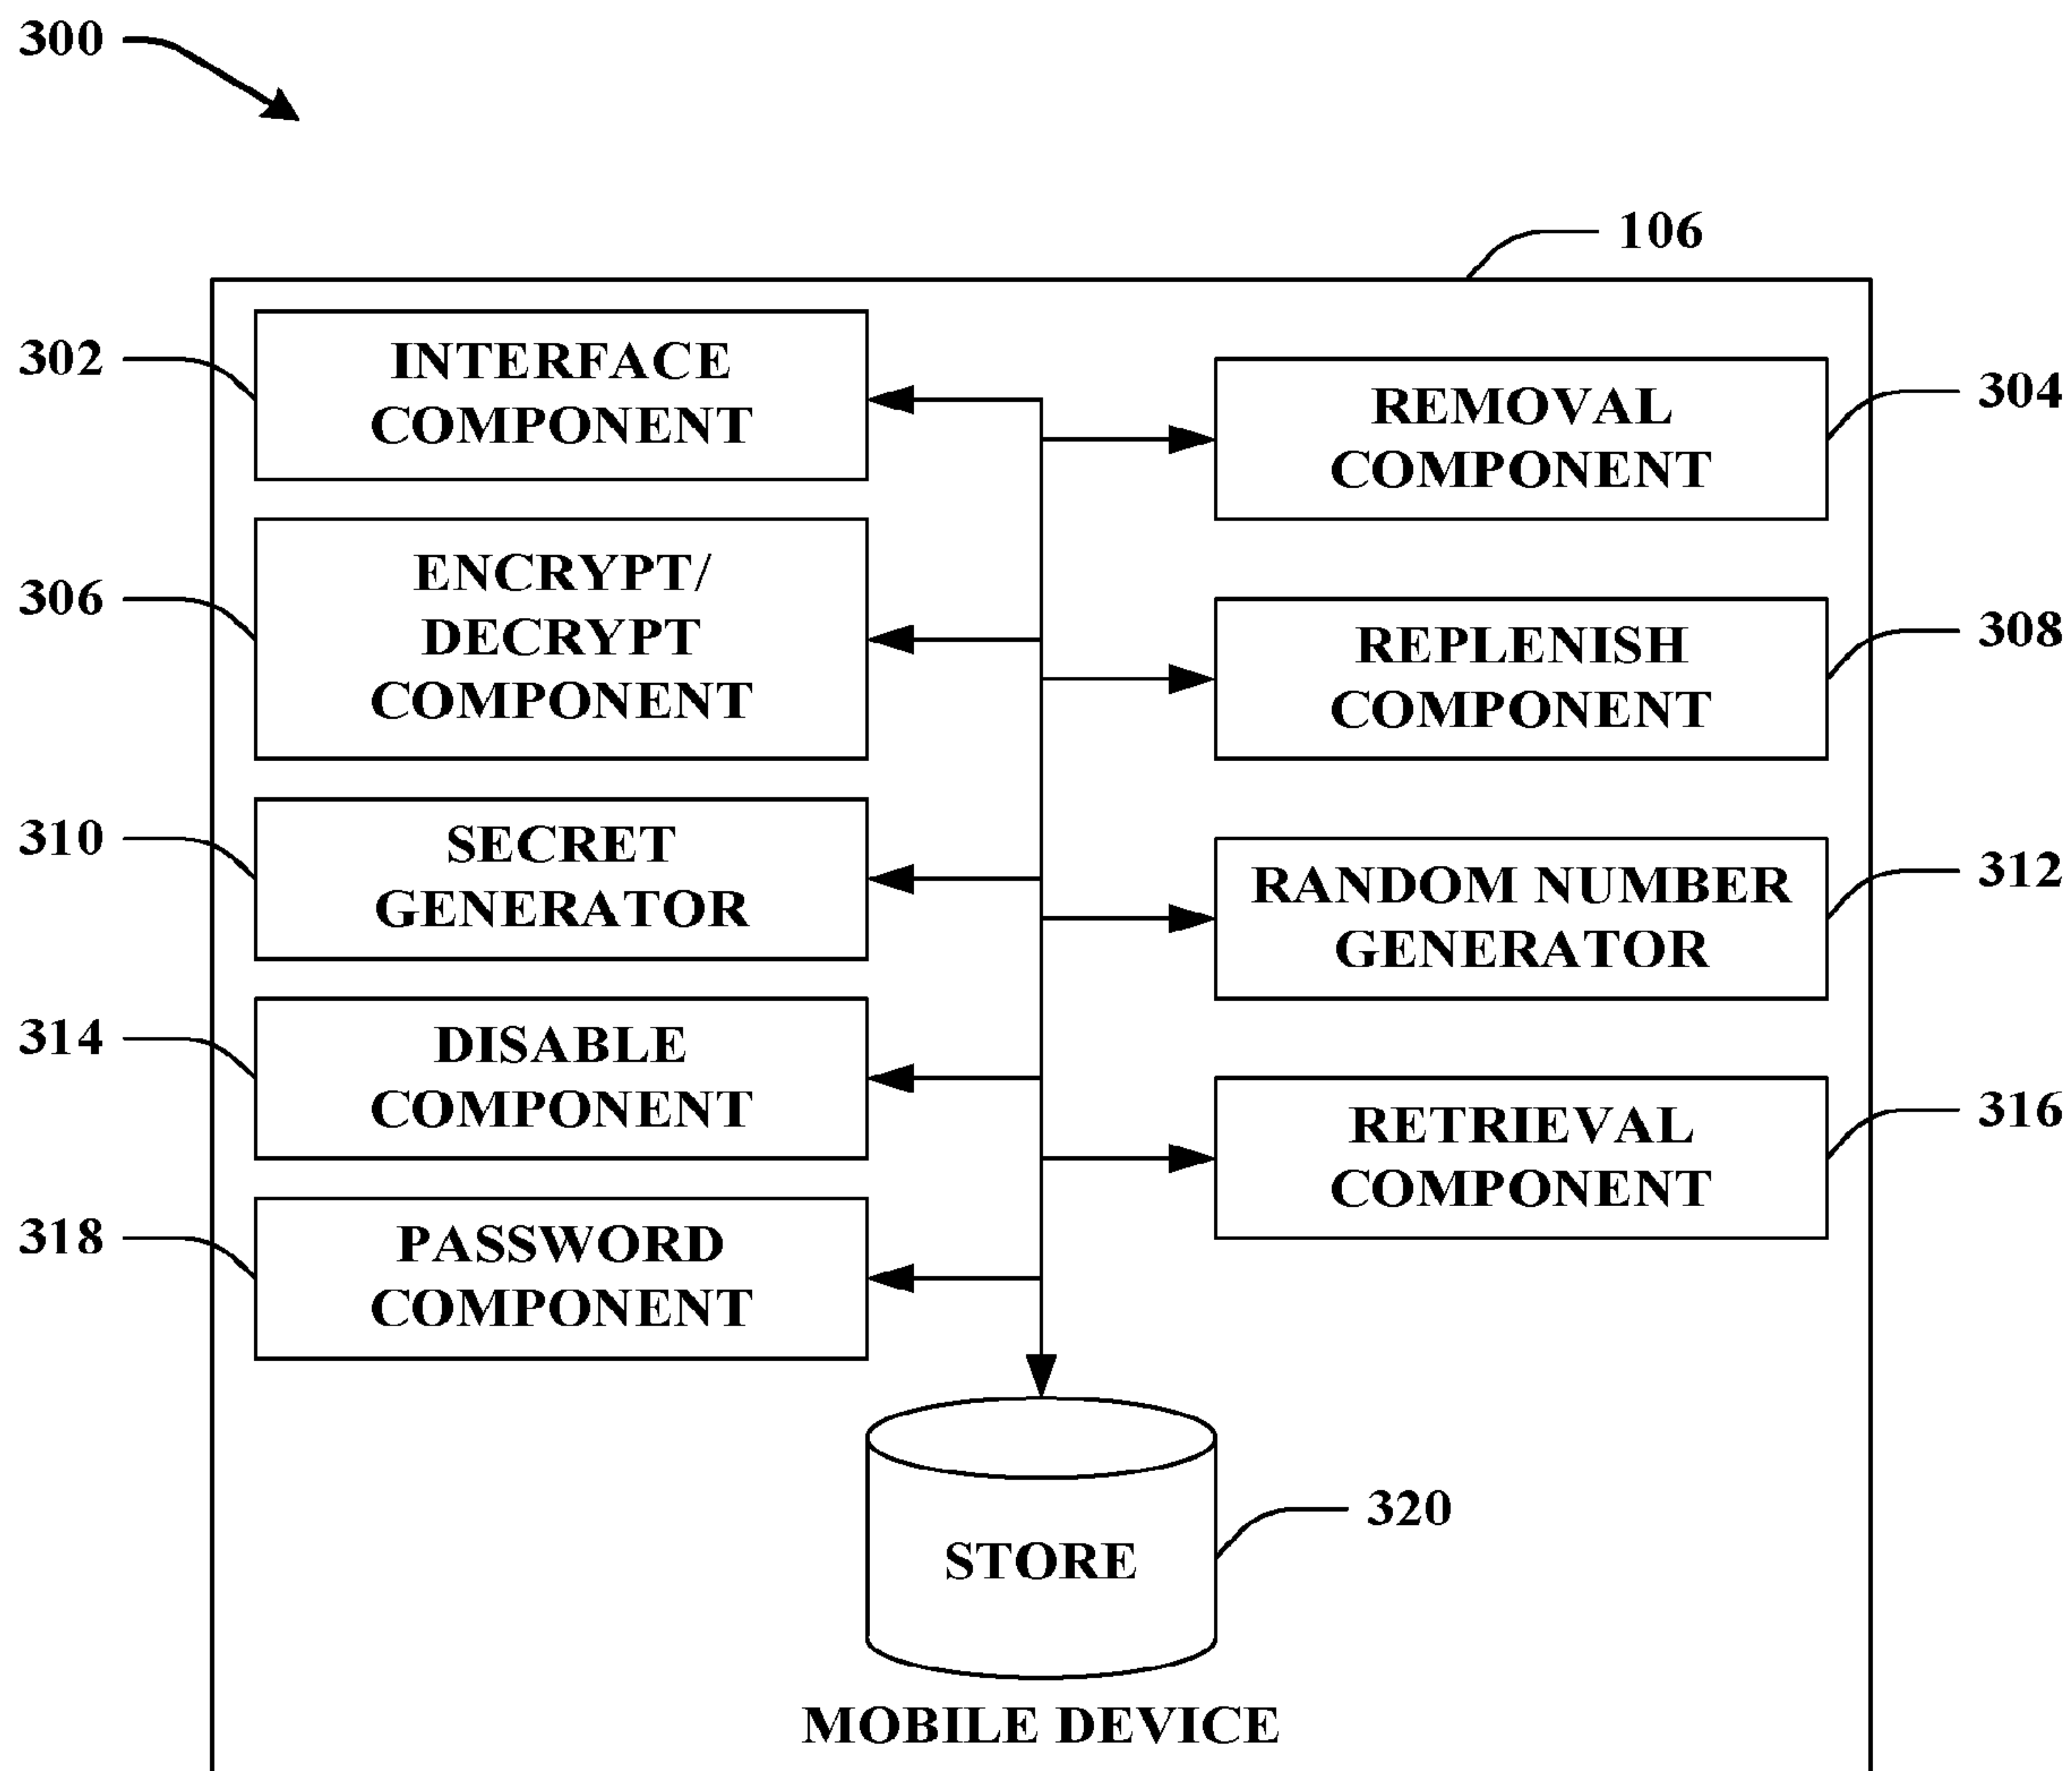 300
106
302
INTERFACE
COMPONENT
304
REMOVAL
COMPONENT
306
ENCRYPT/
DECRYPT
COMPONENT
308
REPLENISH
COMPONENT
310
SECRET
GENERATOR
312
RANDOM NUMBER
GENERATOR
314
DISABLE
COMPONENT
316
RETRIEVAL
COMPONENT
318
PASSWORD
COMPONENT
320
STORE
MOBILE DEVICE